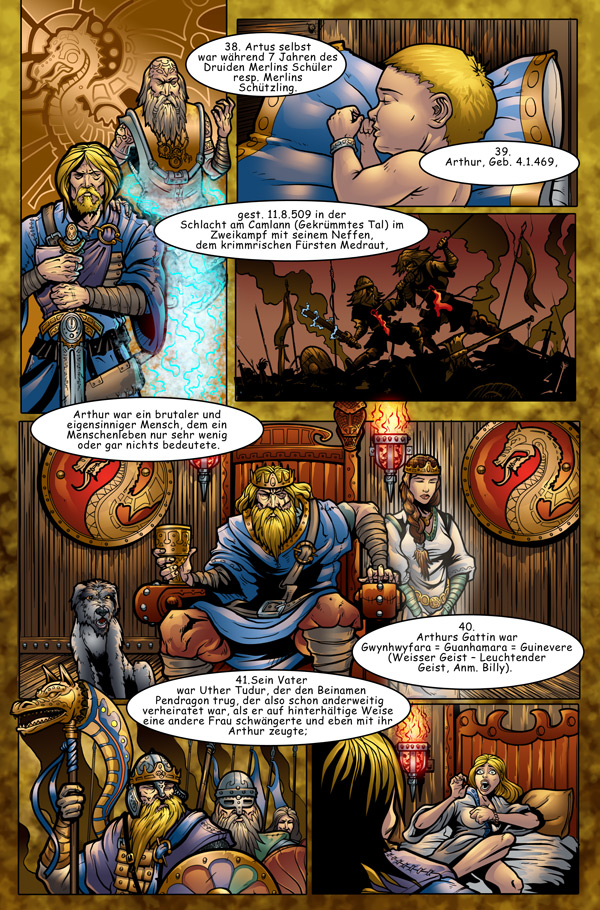 38. Artus selbst
war während 7 Jahren des
Druiden Merlins Schüler
resp. Merlins
Schützling.
39.
Arthur, Geb. 4.1.469,
gest. 11.8.509 in der
Schlacht am Camlann (Gekrümmtes Tal) im
Zweikampf mit seinem Neffen,
dem krimmrischen Fürsten Medraut,
Arthur war ein brutaler und
eigensinniger Mensch, dem ein
Menschenleben nur sehr wenig
oder gar nichts bedeutete.
40.
Arthurs Gattin war
Gwynhwyfara = Guanhamara = Guinevere
(Weisser Geist – Leuchtender
Geist, Anm. Billy).
41.Sein Vater
war Uther Tudur, der den Beinamen
Pendragon trug, der also schon anderweitig
verheiratet war, als er auf hinterhältige Weise
eine andere Frau schwängerte und eben mit ihr
Arthur zeugte;